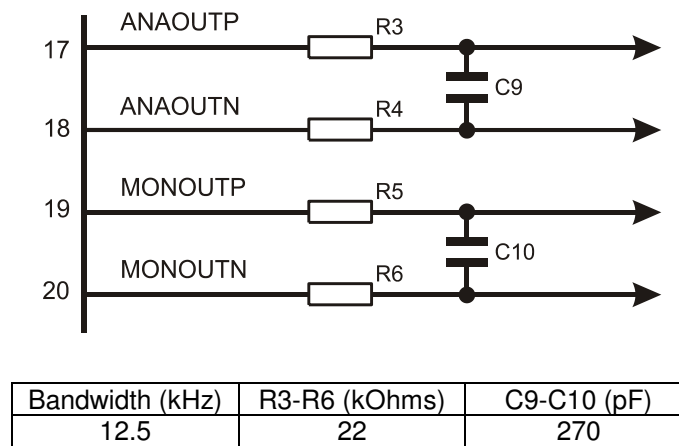 ANAOUTP
R3
17
C9
ANAOUTN
R4
18
MONOUTP
R5
19
C10
MONOUTN
R6
20
Bandwidth (kHz) R3-R6 (kOhms) C9-C10 (pF)
12.5 22 270